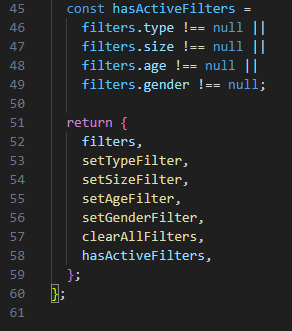 45 const hasActiveFilters =
46 filters.type !== null ||
47 filters.size !== null ||
48 filters.age !== null ||
49 filters.gender !== null;
50
51 return {
52 filters,
53 setTypeFilter,
54 setSizeFilter,
55 setAgeFilter,
56 setGenderFilter,
57 clearAllFilters,
58 hasActiveFilters,
59 };
60 };
61